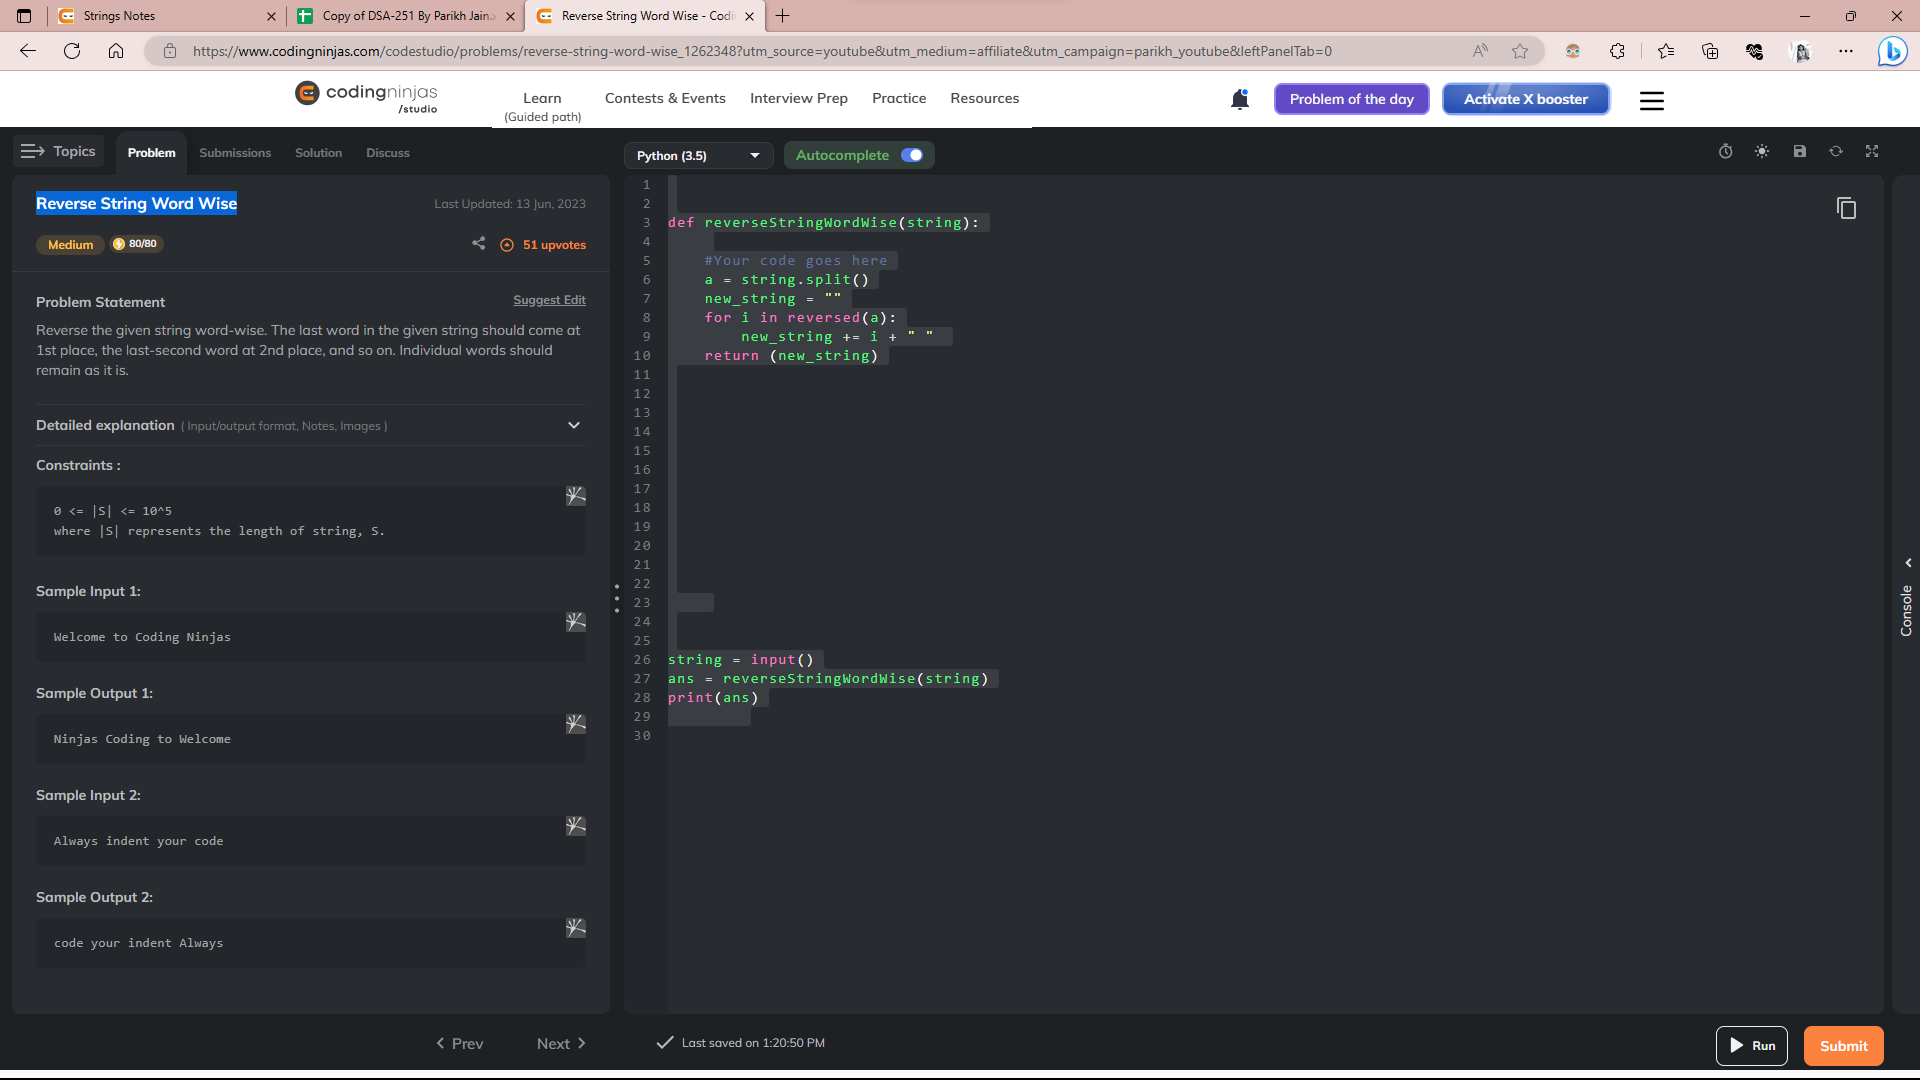 Strings Notes
Copy of DSA-251 By Parikh Jain.x
Reverse String Word Wise - Codi
https://www.codingninjas.com/codestudio/problems/reverse-string-word-wise_1262348?utm_source=youtube&utm_medium=affiliate&utm_campaign=parikh_youtube&leftPanelTab=0
codingninjas
/studio
Learn
(Guided path)
Contests & Events
Interview Prep
Practice
Resources
Problem of the day
Activate X booster
Topics
Problem
Submissions
Solution
Discuss
Python (3.5)
Autocomplete
Reverse String Word Wise
Last Updated: 13 Jun, 2023
Medium
80/80
51 upvotes
Problem Statement
Suggest Edit
Reverse the given string word-wise. The last word in the given string should come at
1st place, the last-second word at 2nd place, and so on. Individual words should
remain as it is.
Detailed explanation ( Input/output format, Notes, Images )
Constraints :
0 <= |S| <= 10^5
where |S| represents the length of string, S.
Sample Input 1:
Welcome to Coding Ninjas
Sample Output 1:
Ninjas Coding to Welcome
Sample Input 2:
Always indent your code
Sample Output 2:
code your indent Always
Prev
Next
1
2
3 def reverseStringWordWise(string):
4
5 #Your code goes here
6 a = string.split()
7 new_string = ""
8 for i in reversed(a):
9 new_string += i + " "
10 return (new_string)
11
12
13
14
15
16
17
18
19
20
21
22
23
24
25
26 string = input()
27 ans = reverseStringWordWise(string)
28 print(ans)
29
30
Console
Last saved on 1:20:50 PM
Run
Submit